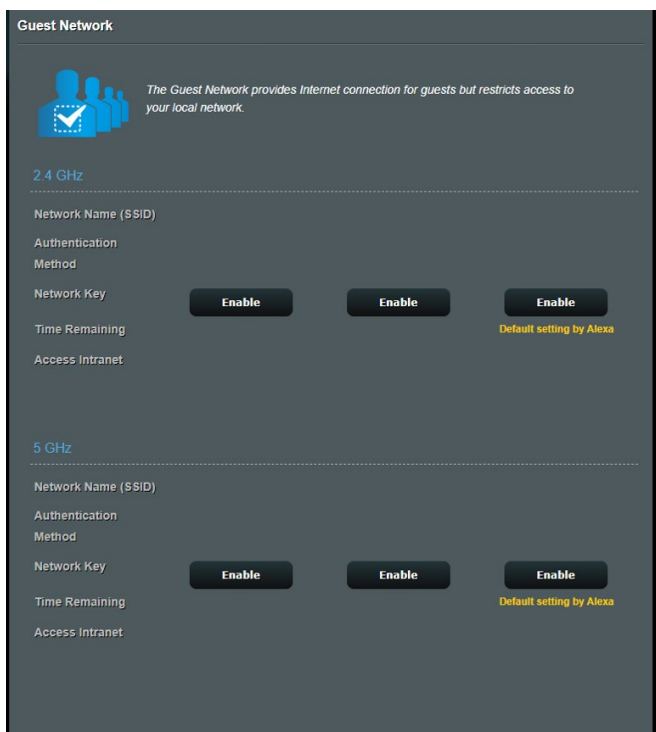 Guest Network
The Guest Network provides Internet connection for guests but restricts access to
your local network.
2.4 GHz
Network Name (SSID)
Authentication
Method
Network Key
Enable Enable Enable
Time Remaining
Default setting by Alexa
Access Intranet
5 GHz
Network Name (SSID)
Authentication
Method
Network Key
Enable Enable Enable
Time Remaining
Default setting by Alexa
Access Intranet